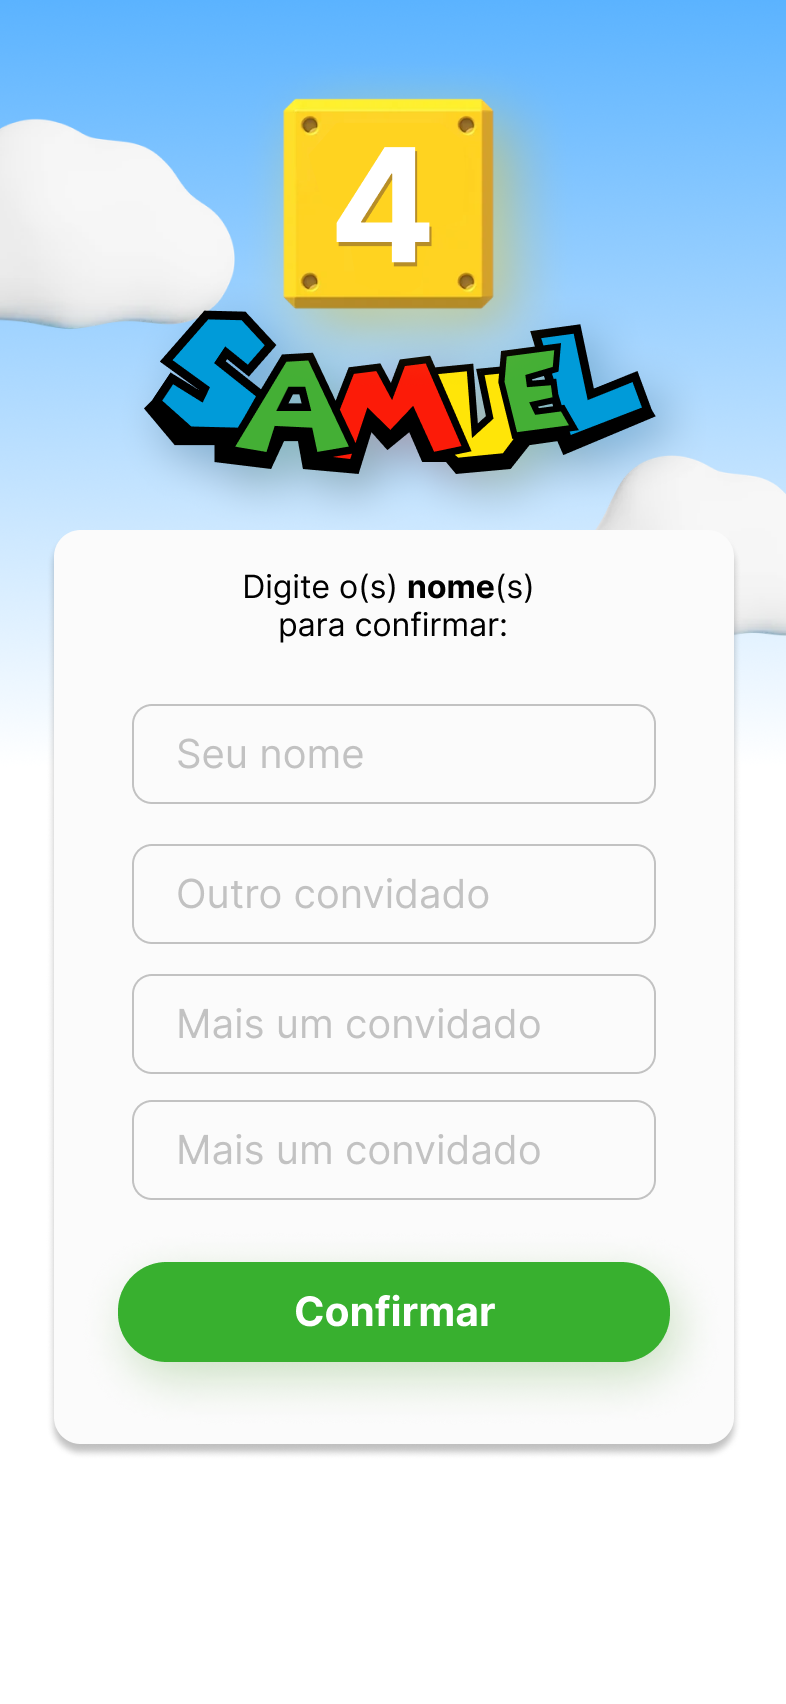 4
SAMUEL
Digite o(s) nome(s)
para confirmar:
Seu nome
Outro convidado
Mais um convidado
Mais um convidado
Confirmar